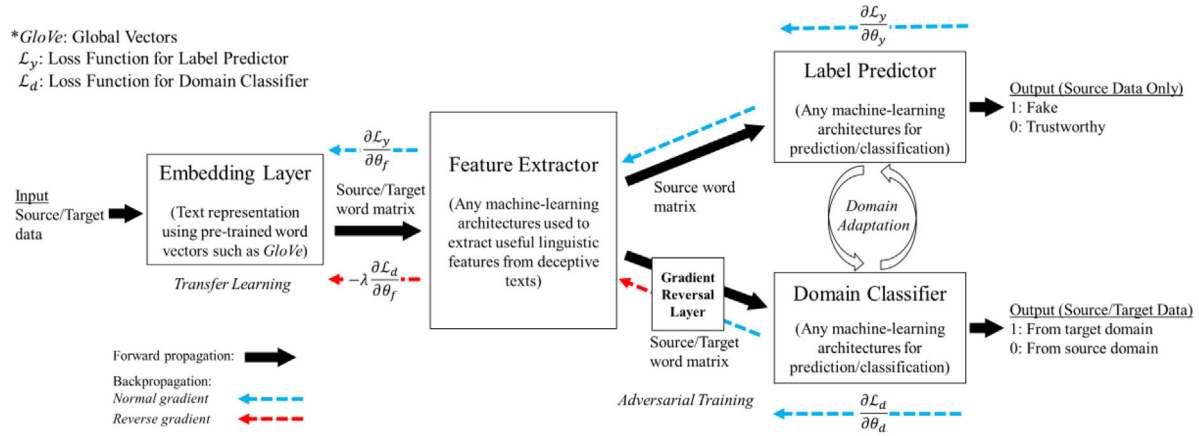 *GloVe: Global Vectors
ℒy: Loss Function for Label Predictor
ℒd: Loss Function for Domain Classifier
Input
Source/Target
data
Embedding Layer
(Text representation
using pre-trained word
vectors such as GloVe)
Transfer Learning
∂ℒy
∂θf
Source/Target
word matrix
−λ ∂ℒd
∂θf
Feature Extractor
(Any machine-learning
architectures used to
extract useful linguistic
features from deceptive
texts)
Source word
matrix
Gradient
Reversal
Layer
Source/Target
word matrix
Adversarial Training
∂ℒy
∂θy
Label Predictor
(Any machine-learning
architectures for
prediction/classification)
Domain
Adaptation
Domain Classifier
(Any machine-learning
architectures for
prediction/classification)
∂ℒd
∂θd
Output (Source Data Only)
1: Fake
0: Trustworthy
Output (Source/Target Data)
1: From target domain
0: From source domain
Forward propagation:
Backpropagation:
Normal gradient
Reverse gradient